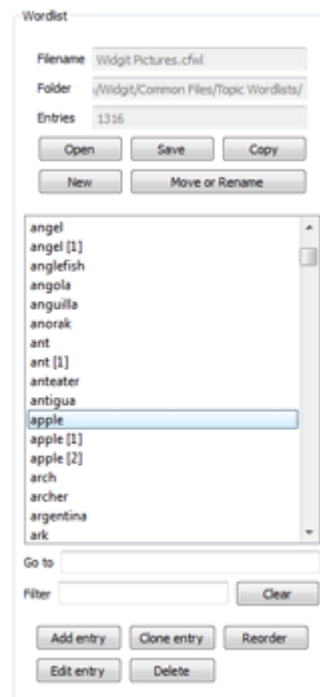 Wordlist
Filename Widgit Pictures.cfwl
Folder /Widgit/Common Files/Topic Wordlists/
Entries 1316
Open Save Copy
New Move or Rename
angel
angel [1]
anglefish
angola
anguilla
anorak
ant
ant [1]
anteater
antigua
apple
apple [1]
apple [2]
arch
archer
argentina
ark
Go to
Filter Clear
Add entry Clone entry Reorder
Edit entry Delete